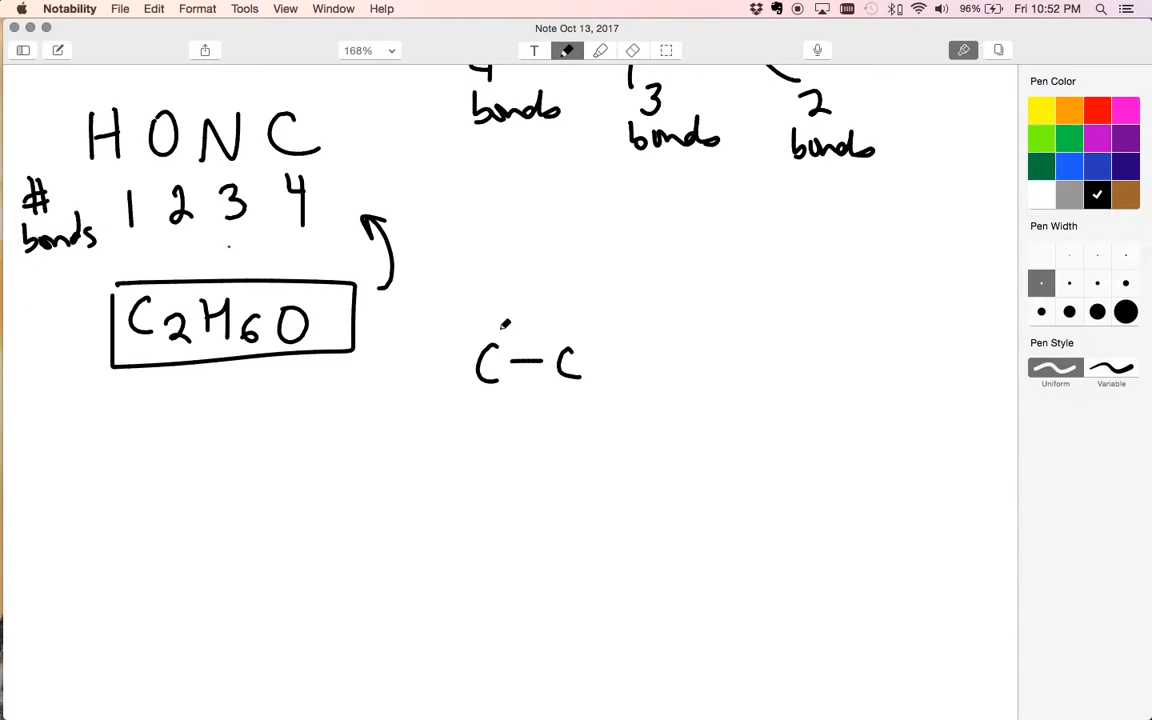 Notability File Edit Format Tools View Window Help 96% Fri 10:52 PM
Note Oct 13, 2017
168% T
Pen Color
Pen Width
Pen Style
Uniform Variable
4 3 2
bonds bonds bonds
H O N C
# bonds 1 2 3 4
C2H6O
C - C